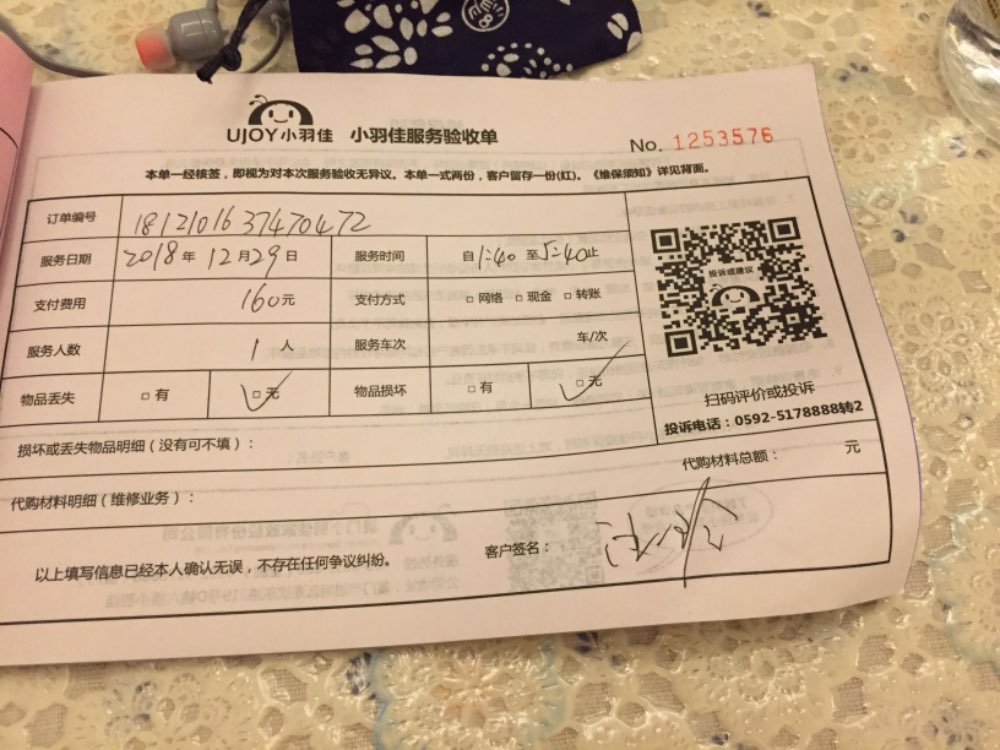 UJOY小羽佳 小羽佳服务验收单
No. 1253576
本单一经核签，即视为对本次服务验收无异议。本单一式两份，客户留存一份(红)。《维保须知》详见背面。
订单编号 1812101637470472
服务日期 2018年12月29日 服务时间 自1:40至5:40止
支付费用 160元 支付方式 □网络 □现金 □转账
服务人数 1人 服务车次 车/次
物品丢失 □有 □无 物品损坏 □有 □无
投诉或建议
扫码评价或投诉
投诉电话：0592-5178888转2
损坏或丢失物品明细（没有可不填）：
代购材料总额： 元
代购材料明细（维修业务）：
以上填写信息已经本人确认无误，不存在任何争议纠纷。 客户签名：